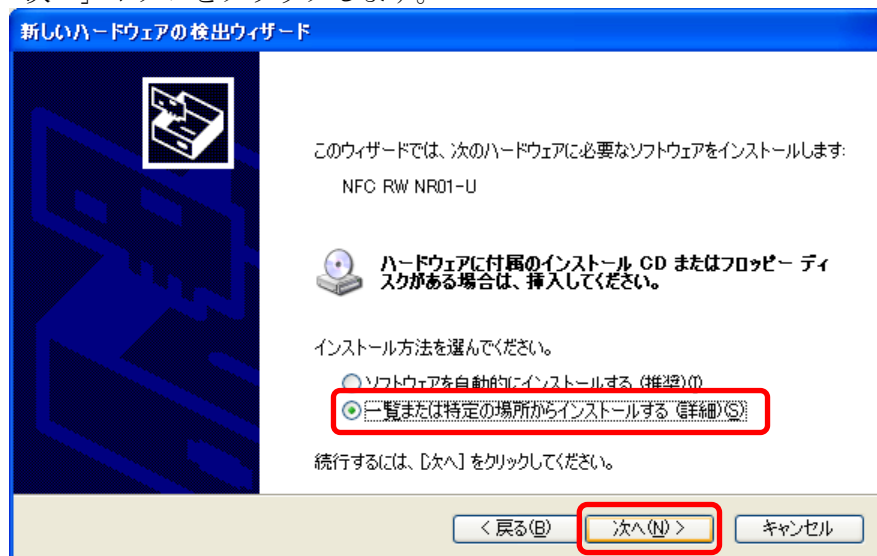 新しいハードウェアの検出ウィザード
このウィザードでは、次のハードウェアに必要なソフトウェアをインストールします:
NFC RW NR01-U
ハードウェアに付属のインストール CD またはフロッピー ディ
スクがある場合は、挿入してください。
インストール方法を選んでください。
ソフトウェアを自動的にインストールする (推奨)(I)
一覧または特定の場所からインストールする (詳細)(S)
続行するには、[次へ] をクリックしてください。
< 戻る(B)
次へ(N) >
キャンセル